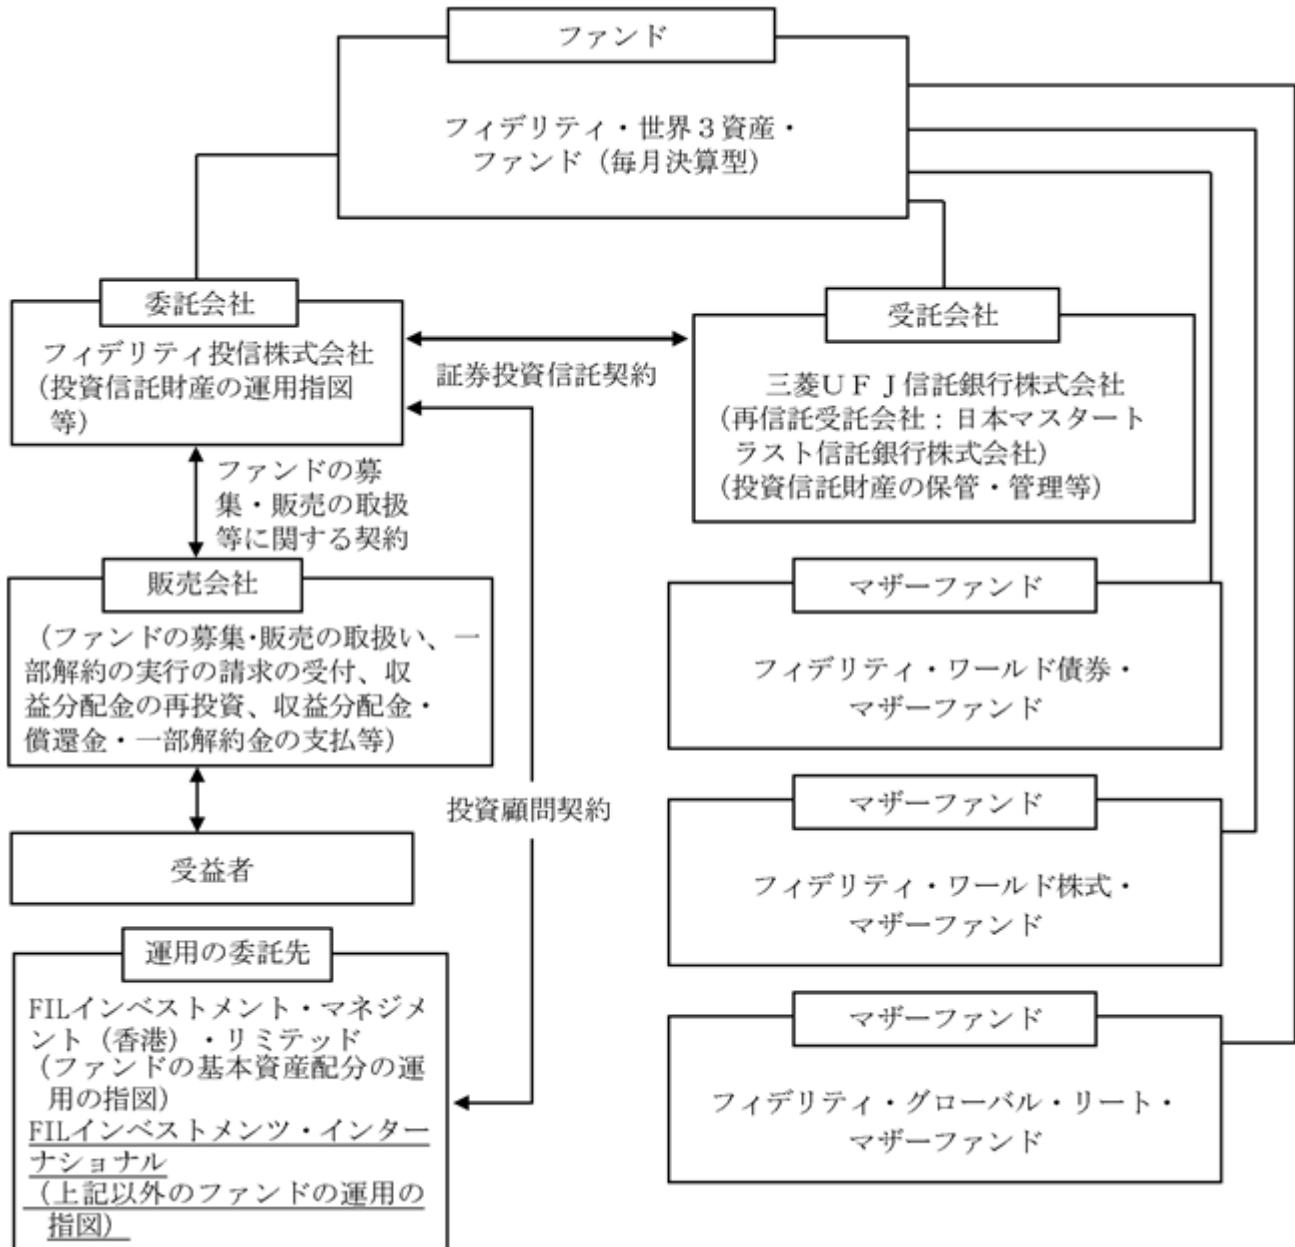 ファンド
フィデリティ・世界３資産・
ファンド（毎月決算型）
委託会社
フィデリティ投信株式会社
（投資信託財産の運用指図
等）
証券投資信託契約
受託会社
三菱ＵＦＪ信託銀行株式会社
（再信託受託会社：日本マスタート
ラスト信託銀行株式会社）
（投資信託財産の保管・管理等）
ファンドの募
集・販売の取扱
等に関する契約
販売会社
（ファンドの募集･販売の取扱い、一
部解約の実行の請求の受付、収
益分配金の再投資、収益分配金・
償還金・一部解約金の支払等）
投資顧問契約
受益者
運用の委託先
FILインベストメント・マネジメ
ント（香港）・リミテッド
（ファンドの基本資産配分の運
用の指図）
FILインベストメンツ・インター
ナショナル
（上記以外のファンドの運用の
指図）
マザーファンド
フィデリティ・ワールド債券・
マザーファンド
マザーファンド
フィデリティ・ワールド株式・
マザーファンド
マザーファンド
フィデリティ・グローバル・リート・
マザーファンド